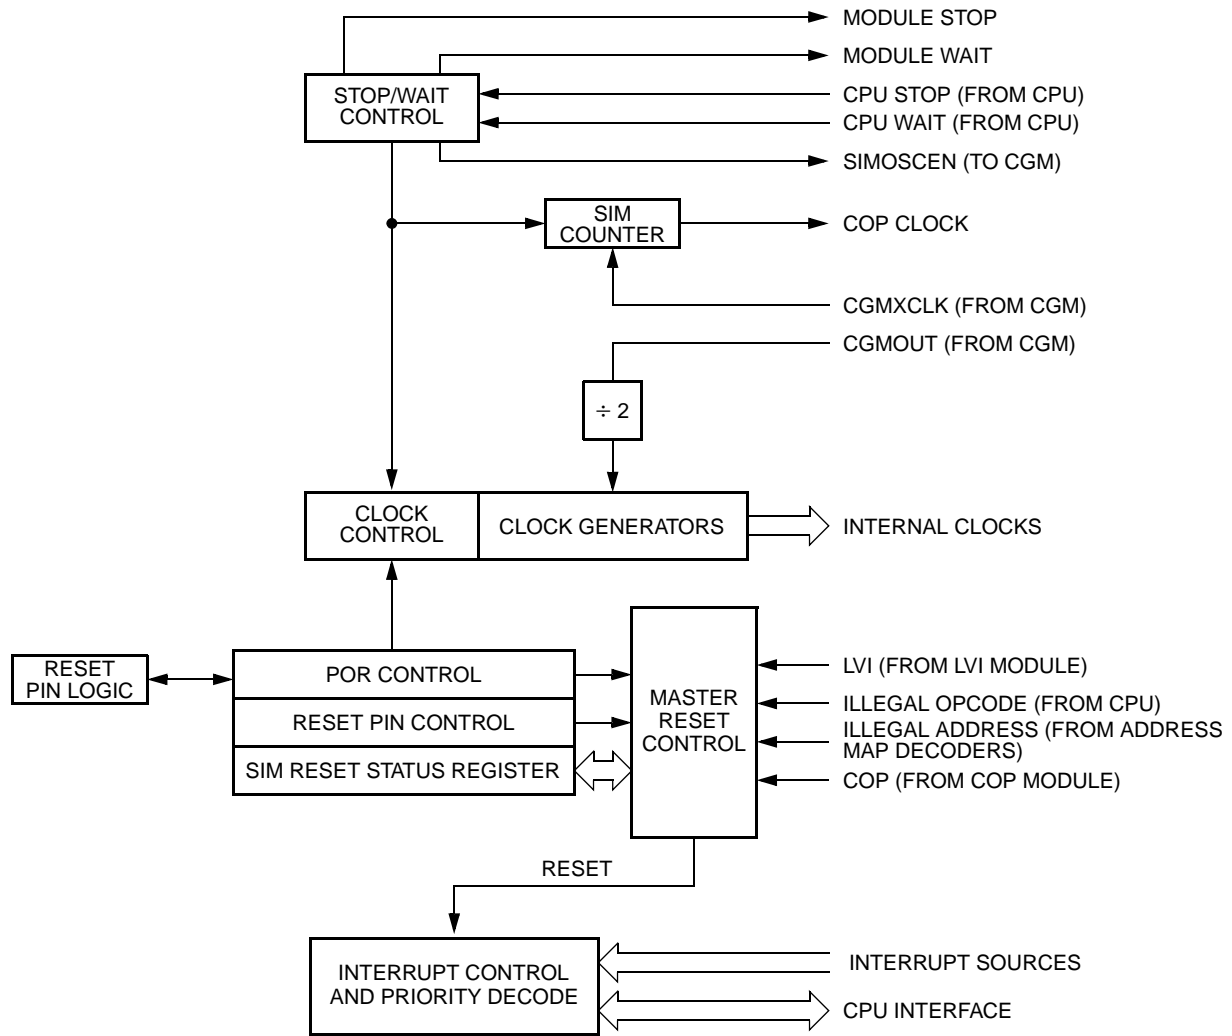 MODULE STOP
MODULE WAIT
STOP/WAIT
CONTROL
CPU STOP (FROM CPU)
CPU WAIT (FROM CPU)
SIMOSCEN (TO CGM)
SIM
COUNTER
COP CLOCK
CGMXCLK (FROM CGM)
CGMOUT (FROM CGM)
÷ 2
CLOCK
CONTROL
CLOCK GENERATORS
INTERNAL CLOCKS
RESET
PIN LOGIC
POR CONTROL
RESET PIN CONTROL
SIM RESET STATUS REGISTER
MASTER
RESET
CONTROL
LVI (FROM LVI MODULE)
ILLEGAL OPCODE (FROM CPU)
ILLEGAL ADDRESS (FROM ADDRESS
MAP DECODERS)
COP (FROM COP MODULE)
RESET
INTERRUPT CONTROL
AND PRIORITY DECODE
INTERRUPT SOURCES
CPU INTERFACE